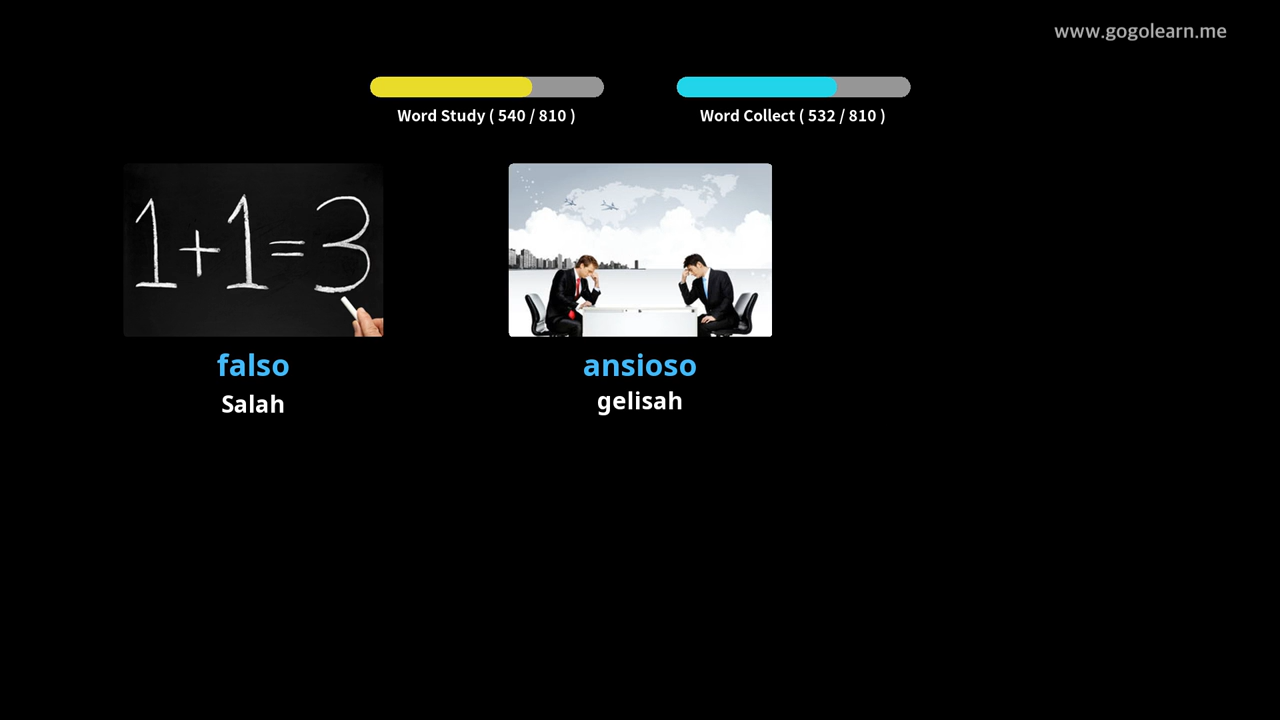 www.gogolearn.me
Word Study ( 540 / 810 )
Word Collect ( 532 / 810 )
1+1=3
falso
Salah
ansioso
gelisah